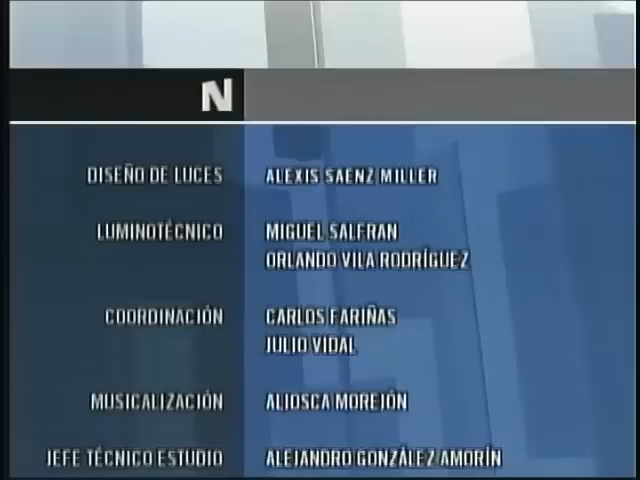 N
DISEÑO DE LUCES ALEXIS SAENZ MILLER
LUMINOTÉCNICO MIGUEL SALFRAN
ORLANDO VILA RODRÍGUEZ
COORDINACIÓN CARLOS FARIÑAS
JULIO VIDAL
MUSICALIZACIÓN ALIOSCA MOREJÓN
JEFE TÉCNICO ESTUDIO ALEJANDRO GONZÁLEZ AMORÍN